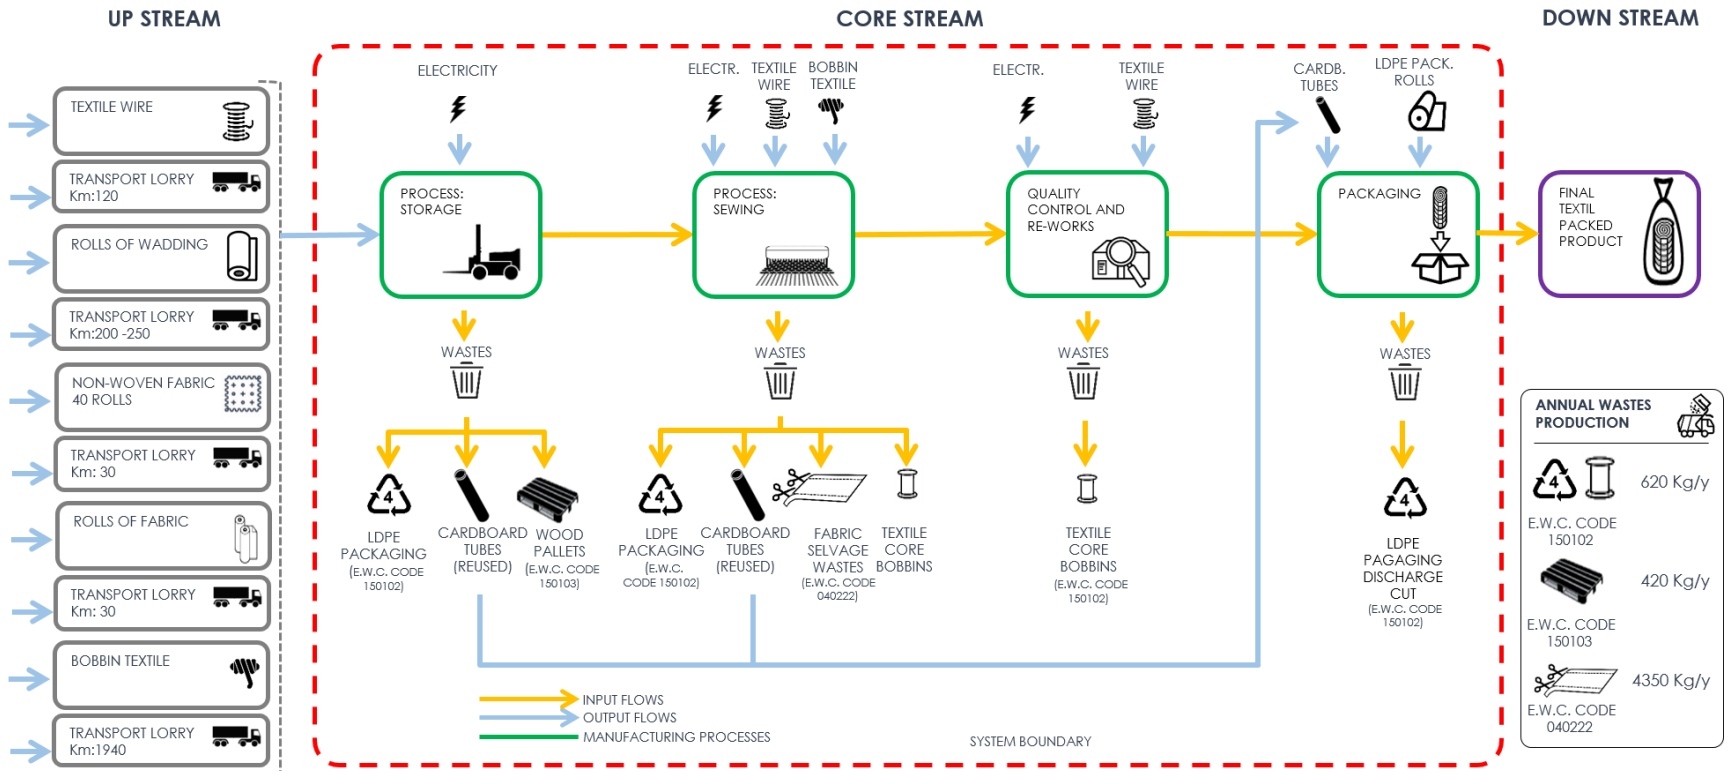 UP STREAM
CORE STREAM
DOWN STREAM
TEXTILE WIRE
TRANSPORT LORRY
Km:120
ROLLS OF WADDING
TRANSPORT LORRY
Km:200 -250
NON-WOVEN FABRIC
40 ROLLS
TRANSPORT LORRY
Km: 30
ROLLS OF FABRIC
TRANSPORT LORRY
Km: 30
BOBBIN TEXTILE
TRANSPORT LORRY
Km:1940
ELECTRICITY
PROCESS:
STORAGE
WASTES
4
LDPE
PACKAGING
(E.W.C. CODE
150102)
CARDBOARD
TUBES
(REUSED)
WOOD
PALLETS
(E.W.C. CODE
150103)
ELECTR.
TEXTILE
WIRE
BOBBIN
TEXTILE
PROCESS:
SEWING
WASTES
4
LDPE
PACKAGING
(E.W.C.
CODE 150102)
CARDBOARD
TUBES
(REUSED)
FABRIC
SELVAGE
WASTES
(E.W.C. CODE
040222)
TEXTILE
CORE
BOBBINS
ELECTR.
TEXTILE
WIRE
QUALITY
CONTROL AND
RE-WORKS
WASTES
TEXTILE
CORE
BOBBINS
(E.W.C. CODE
150102)
CARDB.
TUBES
LDPE PACK.
ROLLS
PACKAGING
WASTES
4
LDPE
PAGAGING
DISCHARGE
CUT
(E.W.C. CODE
150102)
FINAL
TEXTIL
PACKED
PRODUCT
ANNUAL WASTES
PRODUCTION
4
620 Kg/y
E.W.C. CODE
150102
420 Kg/y
E.W.C. CODE
150103
4350 Kg/y
E.W.C. CODE
040222
INPUT FLOWS
OUTPUT FLOWS
MANUFACTURING PROCESSES
SYSTEM BOUNDARY